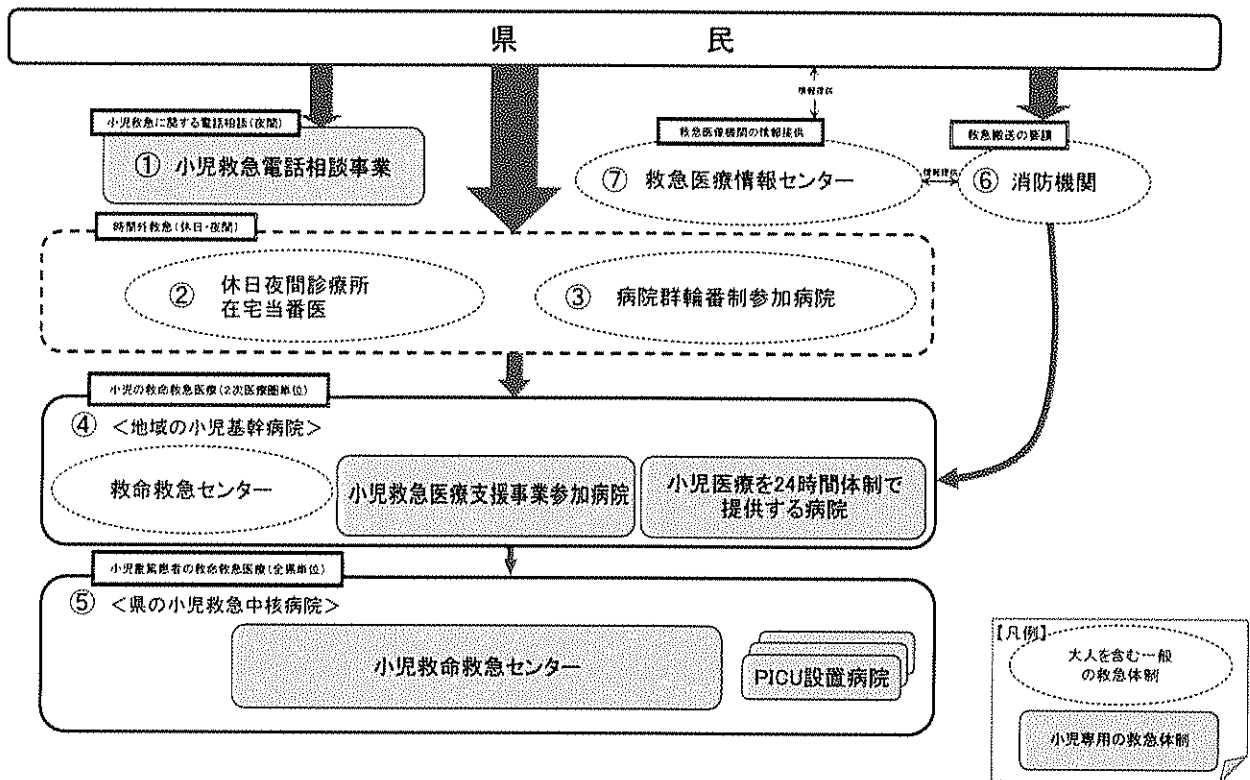 県　民
情報提供
小児救急に関する電話相談(夜間)
① 小児救急電話相談事業
救急医療機関の情報提供
⑦ 救急医療情報センター
情報提供
救急搬送の要請
⑥ 消防機関
時間外救急(休日・夜間)
② 休日夜間診療所
在宅当番医
③ 病院群輪番制参加病院
小児の救命救急医療(2次医療圏単位)
④ <地域の小児基幹病院>
救命救急センター
小児救急医療支援事業参加病院
小児医療を24時間体制で
提供する病院
小児重篤患者の救命救急医療(全県単位)
⑤ <県の小児救急中核病院>
小児救命救急センター
PICU設置病院
【凡例】
大人を含む一般
の救急体制
小児専用の救急体制